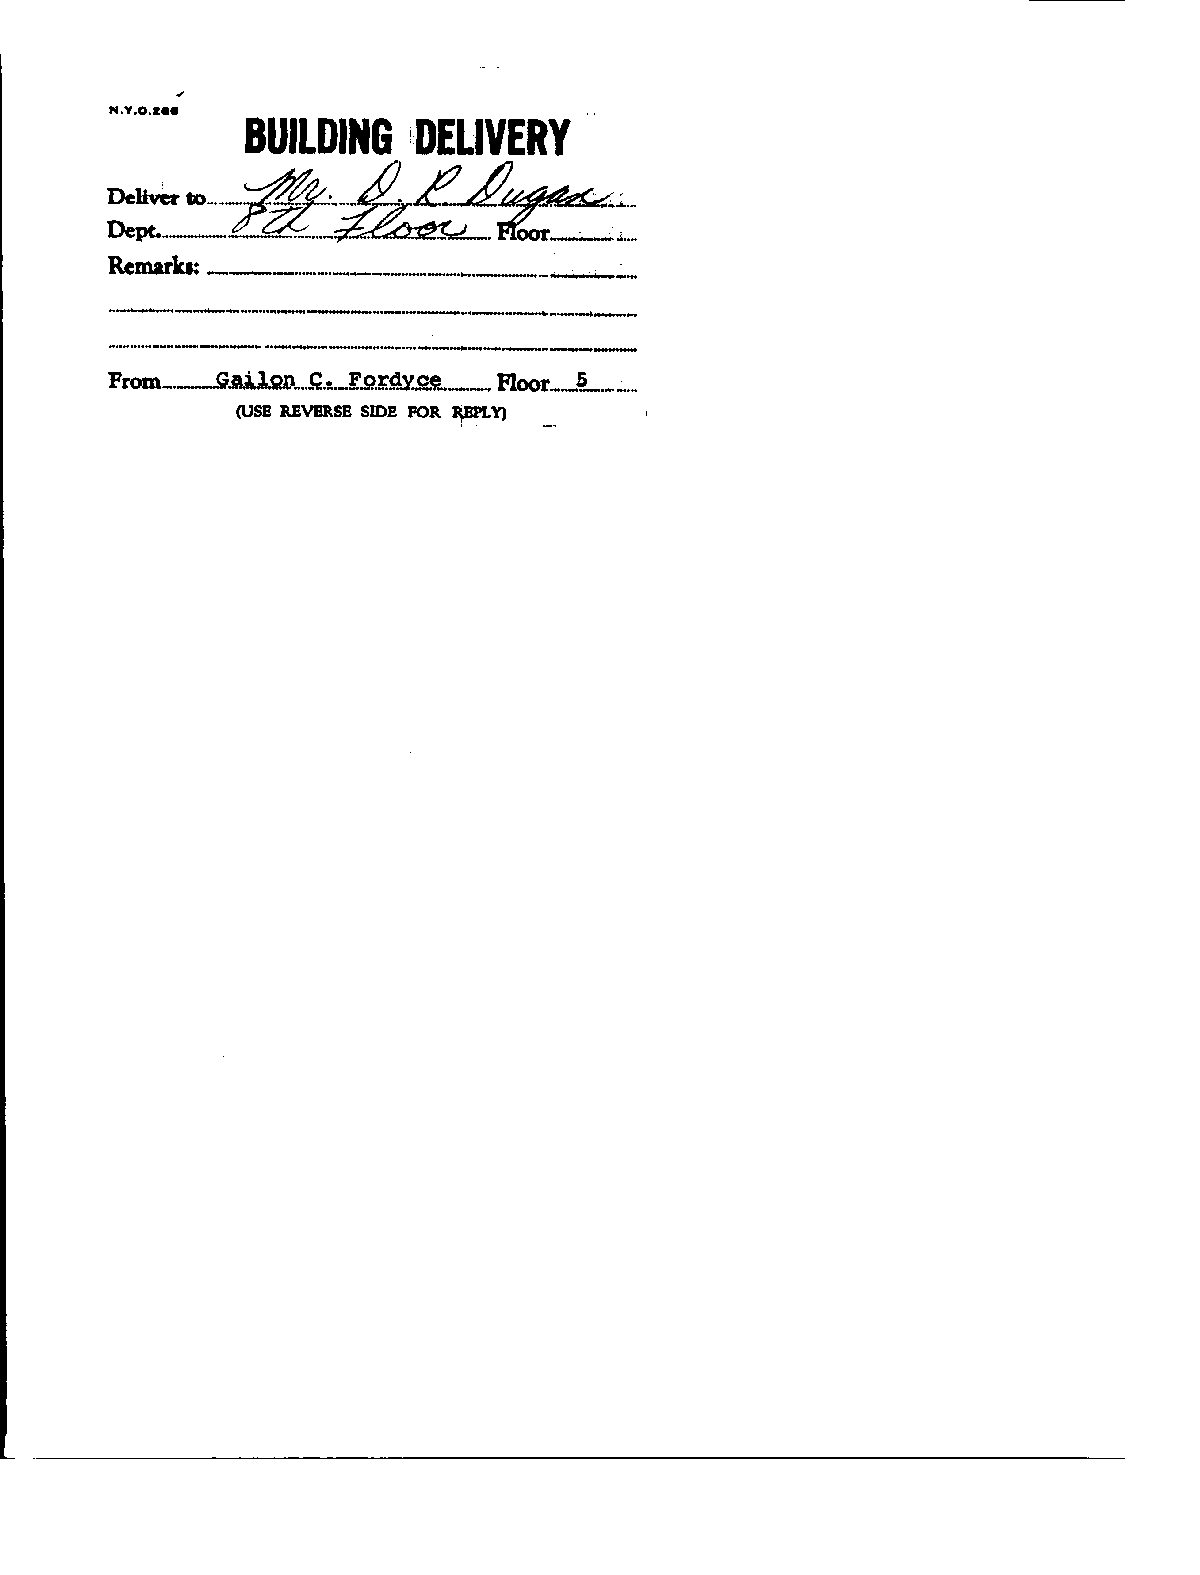 N.Y.O.266
BUILDING DELIVERY
Deliver to Mr. D. R. Dugan
Dept. 8th Floor Floor
Remarks:
From Gailon C. Fordyce Floor 5
(USE REVERSE SIDE FOR REPLY)